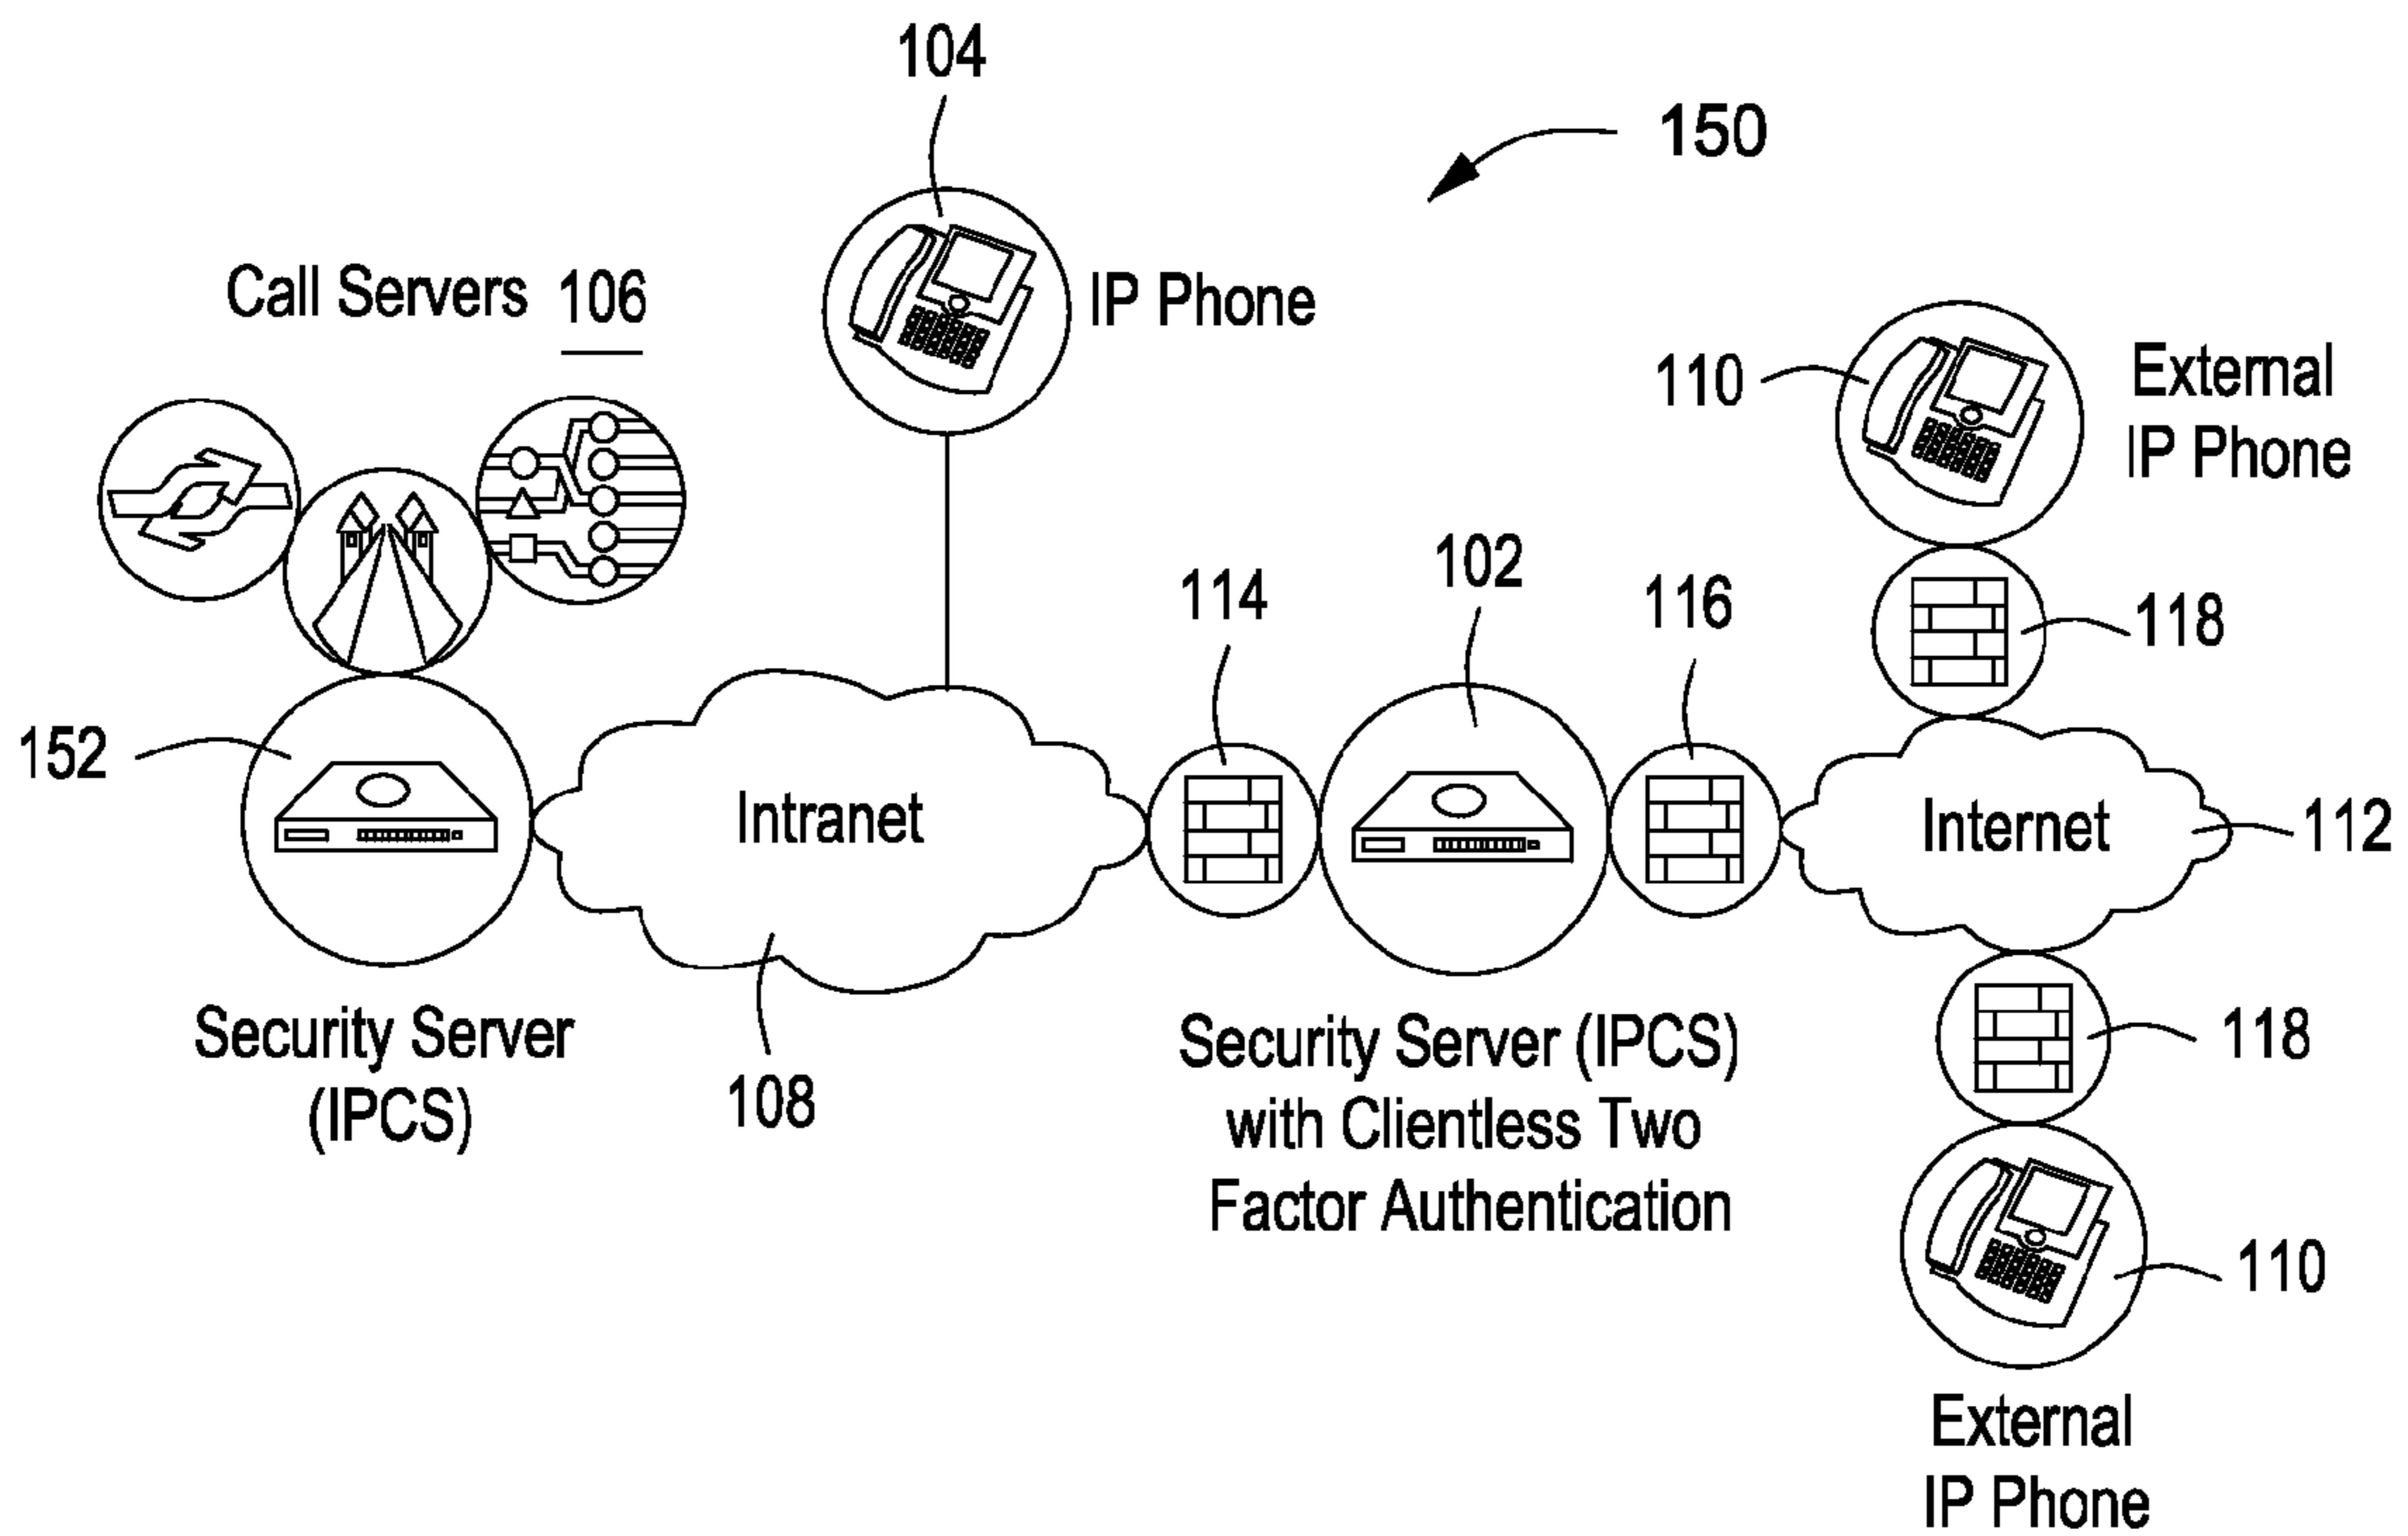 104
150
Call Servers 106
IP Phone
110
External
IP Phone
114
102
116
118
152
Intranet
Internet
112
Security Server
(IPCS)
108
Security Server (IPCS)
with Clientless Two
Factor Authentication
118
110
External
IP Phone